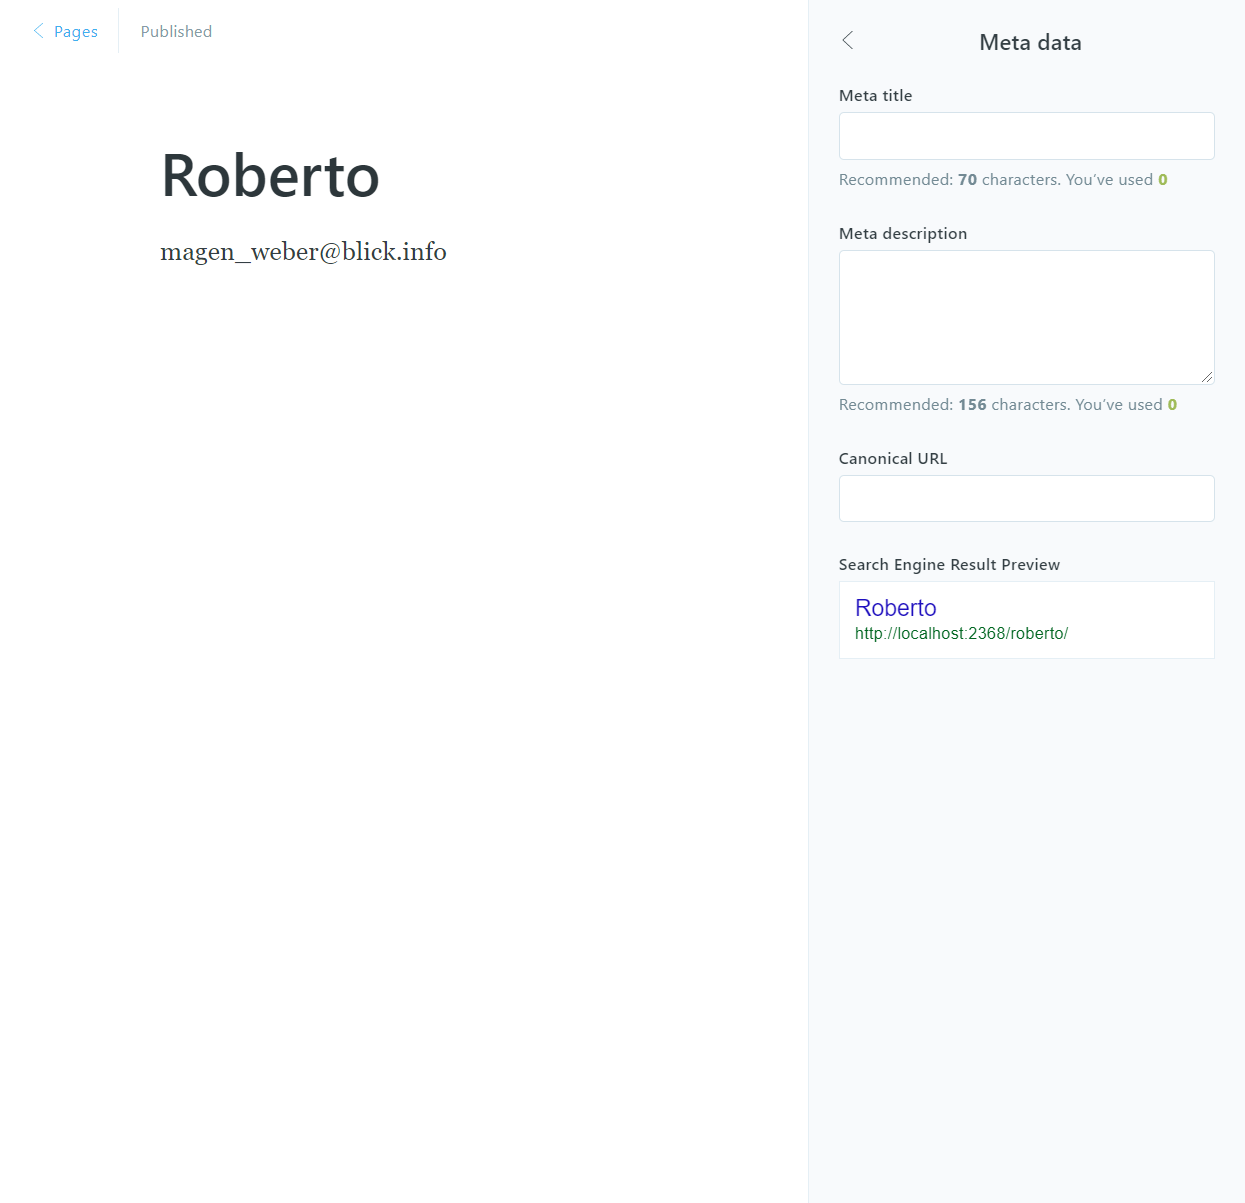 Pages
Published
Roberto
magen_weber@blick.info
Meta data
Meta title
Recommended: 70 characters. You’ve used 0
Meta description
Recommended: 156 characters. You’ve used 0
Canonical URL
Search Engine Result Preview
Roberto
http://localhost:2368/roberto/